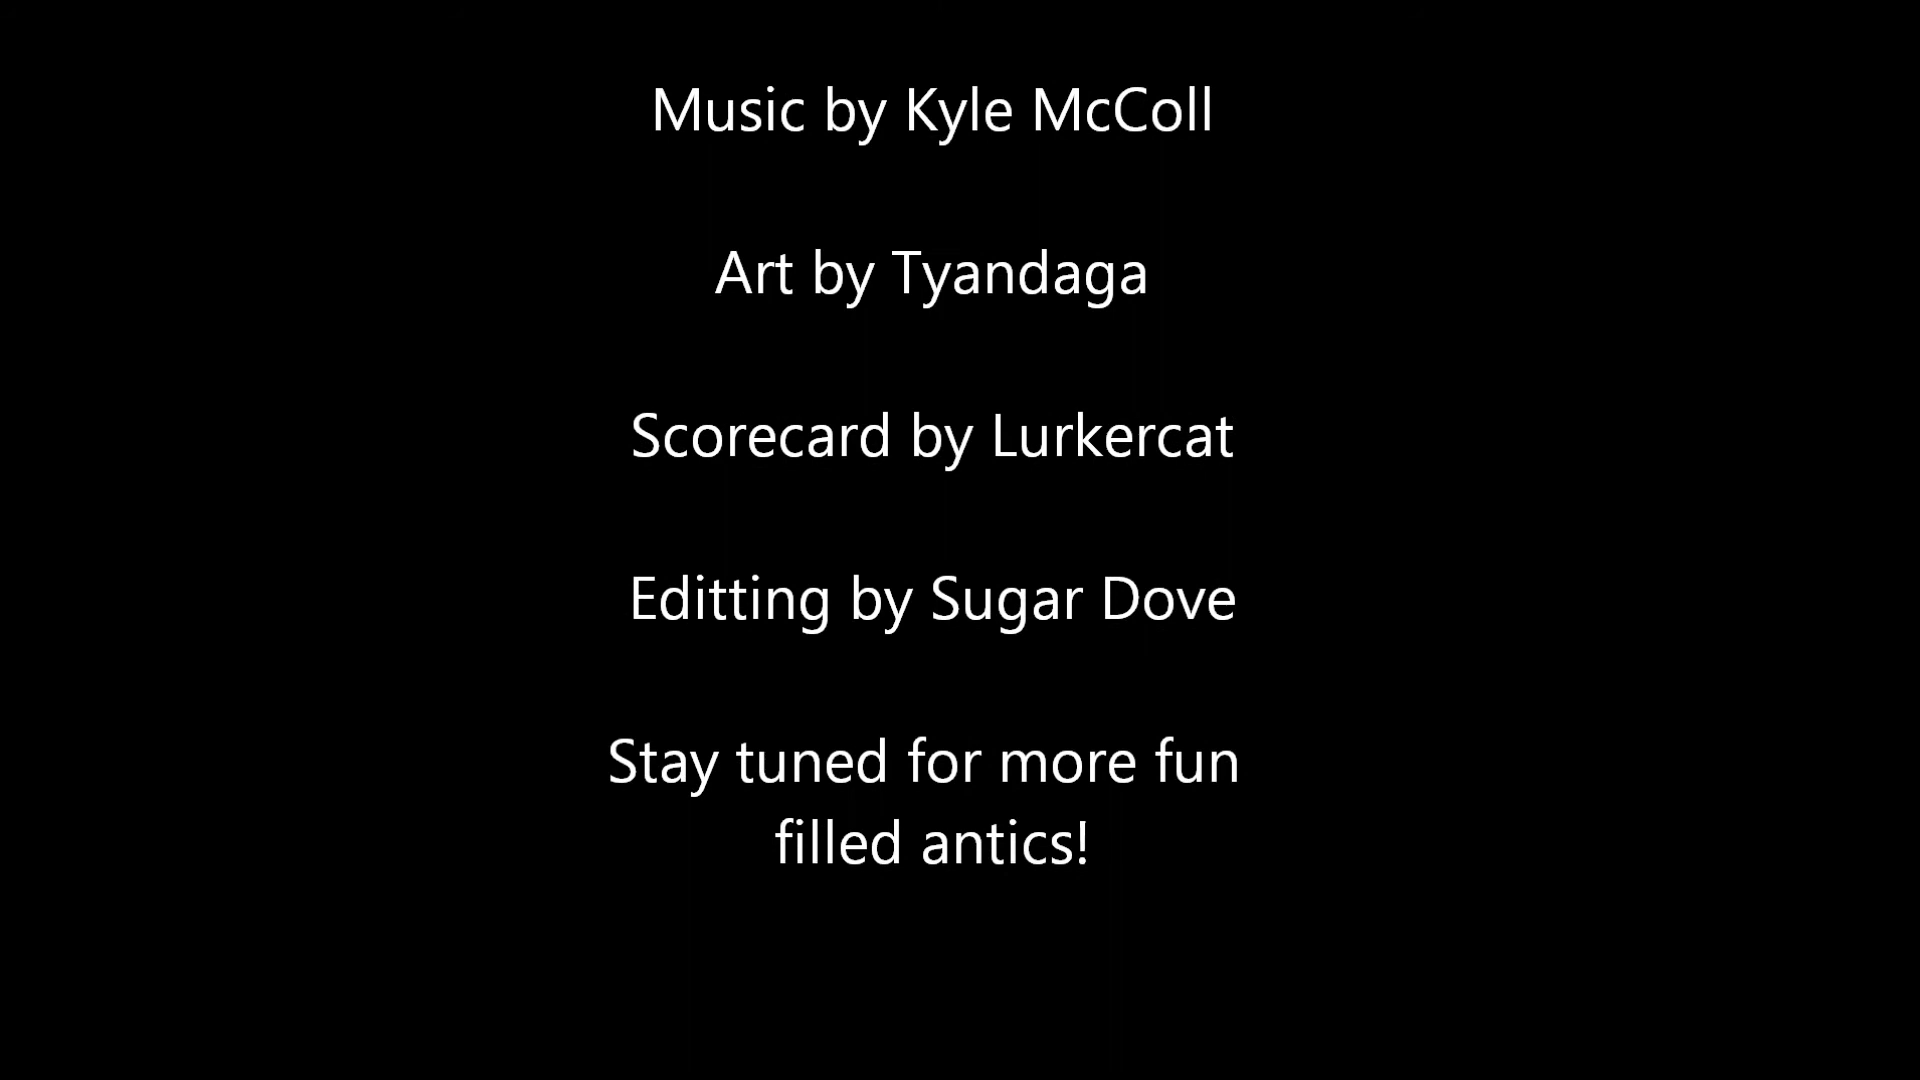 Music by Kyle McColl
Art by Tyandaga
Scorecard by Lurkercat
Editting by Sugar Dove
Stay tuned for more fun
filled antics!